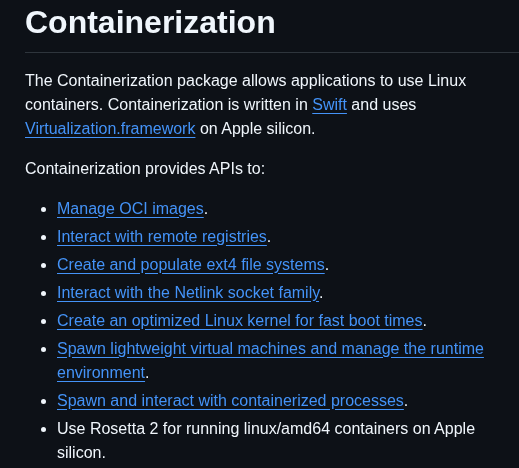 Containerization
The Containerization package allows applications to use Linux
containers. Containerization is written in Swift and uses
Virtualization.framework on Apple silicon.
Containerization provides APIs to:
• Manage OCI images.
• Interact with remote registries.
• Create and populate ext4 file systems.
• Interact with the Netlink socket family.
• Create an optimized Linux kernel for fast boot times.
• Spawn lightweight virtual machines and manage the runtime
environment.
• Spawn and interact with containerized processes.
• Use Rosetta 2 for running linux/amd64 containers on Apple
silicon.